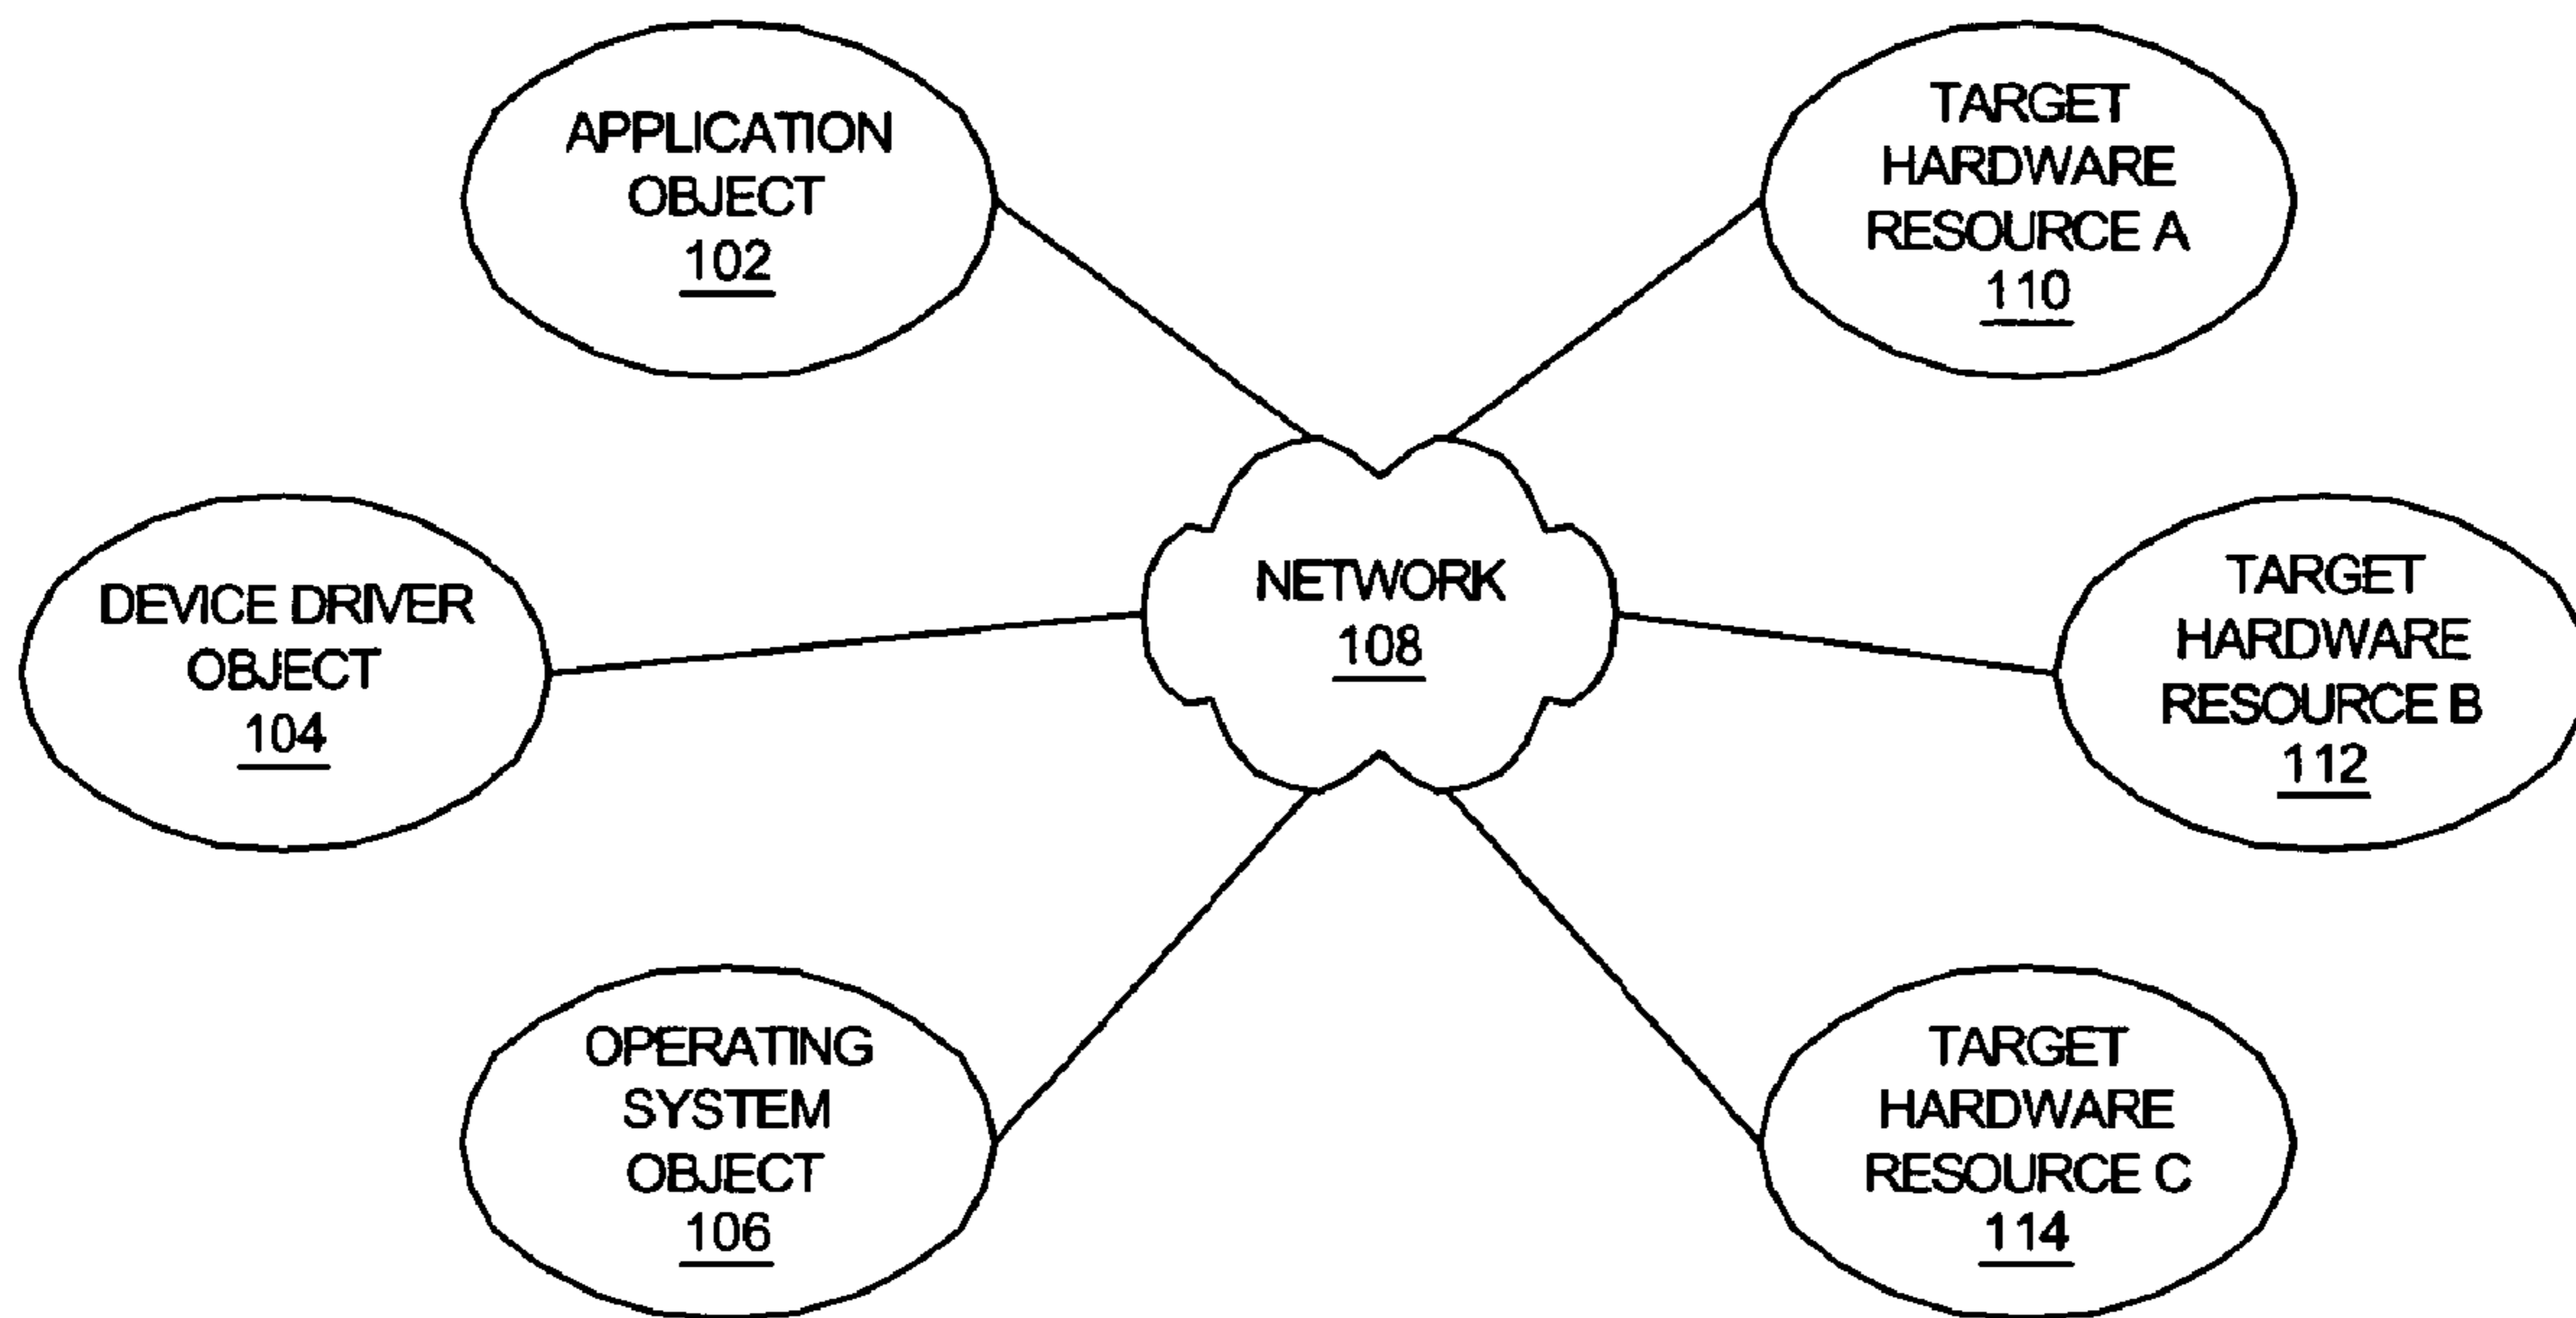 APPLICATION
OBJECT
102
TARGET
HARDWARE
RESOURCE A
110
DEVICE DRIVER
OBJECT
104
NETWORK
108
TARGET
HARDWARE
RESOURCE B
112
OPERATING
SYSTEM
OBJECT
106
TARGET
HARDWARE
RESOURCE C
114